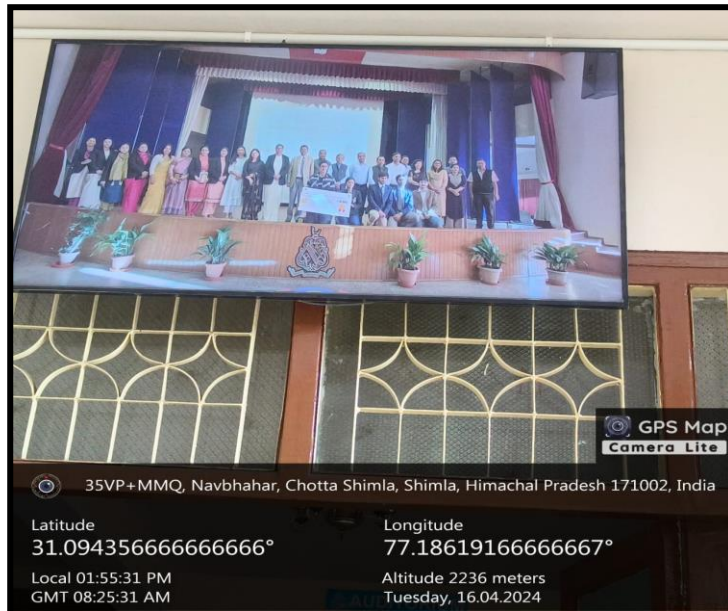 GPS Map
Camera Lite
35VP+MMQ, Navbhahar, Chotta Shimla, Shimla, Himachal Pradesh 171002, India
Latitude
31.094356666666666°
Longitude
77.18619166666667°
Local 01:55:31 PM
GMT 08:25:31 AM
Altitude 2236 meters
Tuesday, 16.04.2024